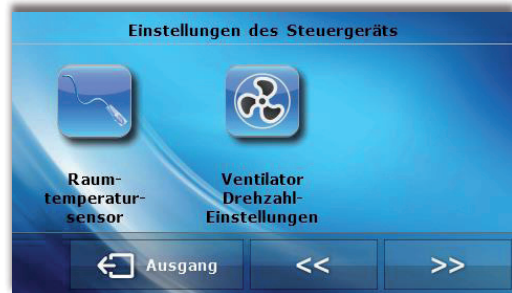 Einstellungen des Steuergeräts
Raum-
temperatur-
sensor
Ventilator
Drehzahl-
Einstellungen
Ausgang
<<
>>